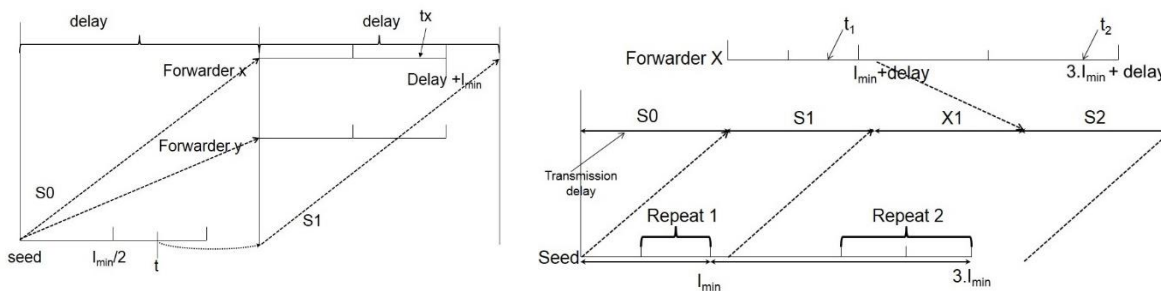 delay
delay
tx
Forwarder x
Delay +Imin
Forwarder y
S0
S1
seed
Imin/2
t
t1
t2
Forwarder X
Imin+delay
3.Imin + delay
S0
S1
X1
S2
Transmission
delay
Repeat 1
Repeat 2
Seed
Imin
3.Imin